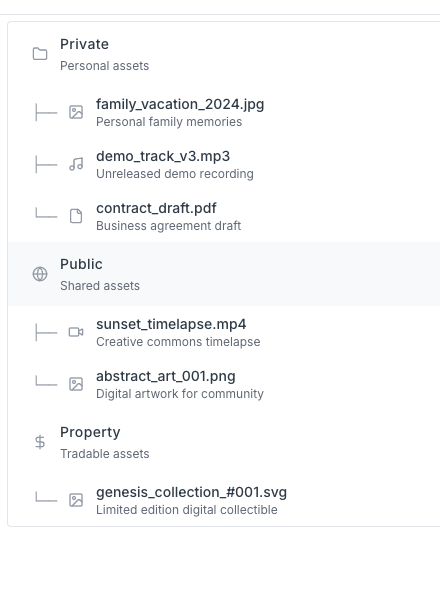 Private
Personal assets
family_vacation_2024.jpg
Personal family memories
demo_track_v3.mp3
Unreleased demo recording
contract_draft.pdf
Business agreement draft
Public
Shared assets
sunset_timelapse.mp4
Creative commons timelapse
abstract_art_001.png
Digital artwork for community
Property
Tradable assets
genesis_collection_#001.svg
Limited edition digital collectible